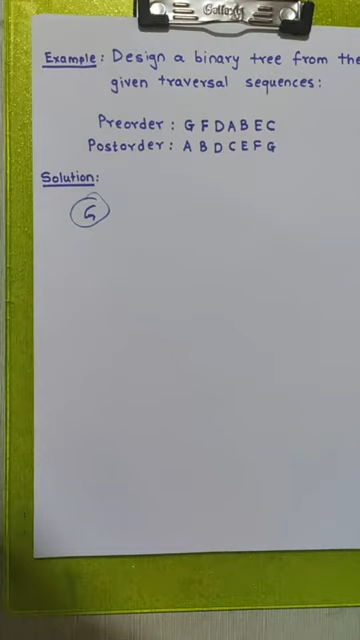 Example: Design a binary tree from the
given traversal sequences:
Preorder: G F D A B E C
Postorder: A B D C E F G
Solution:
G